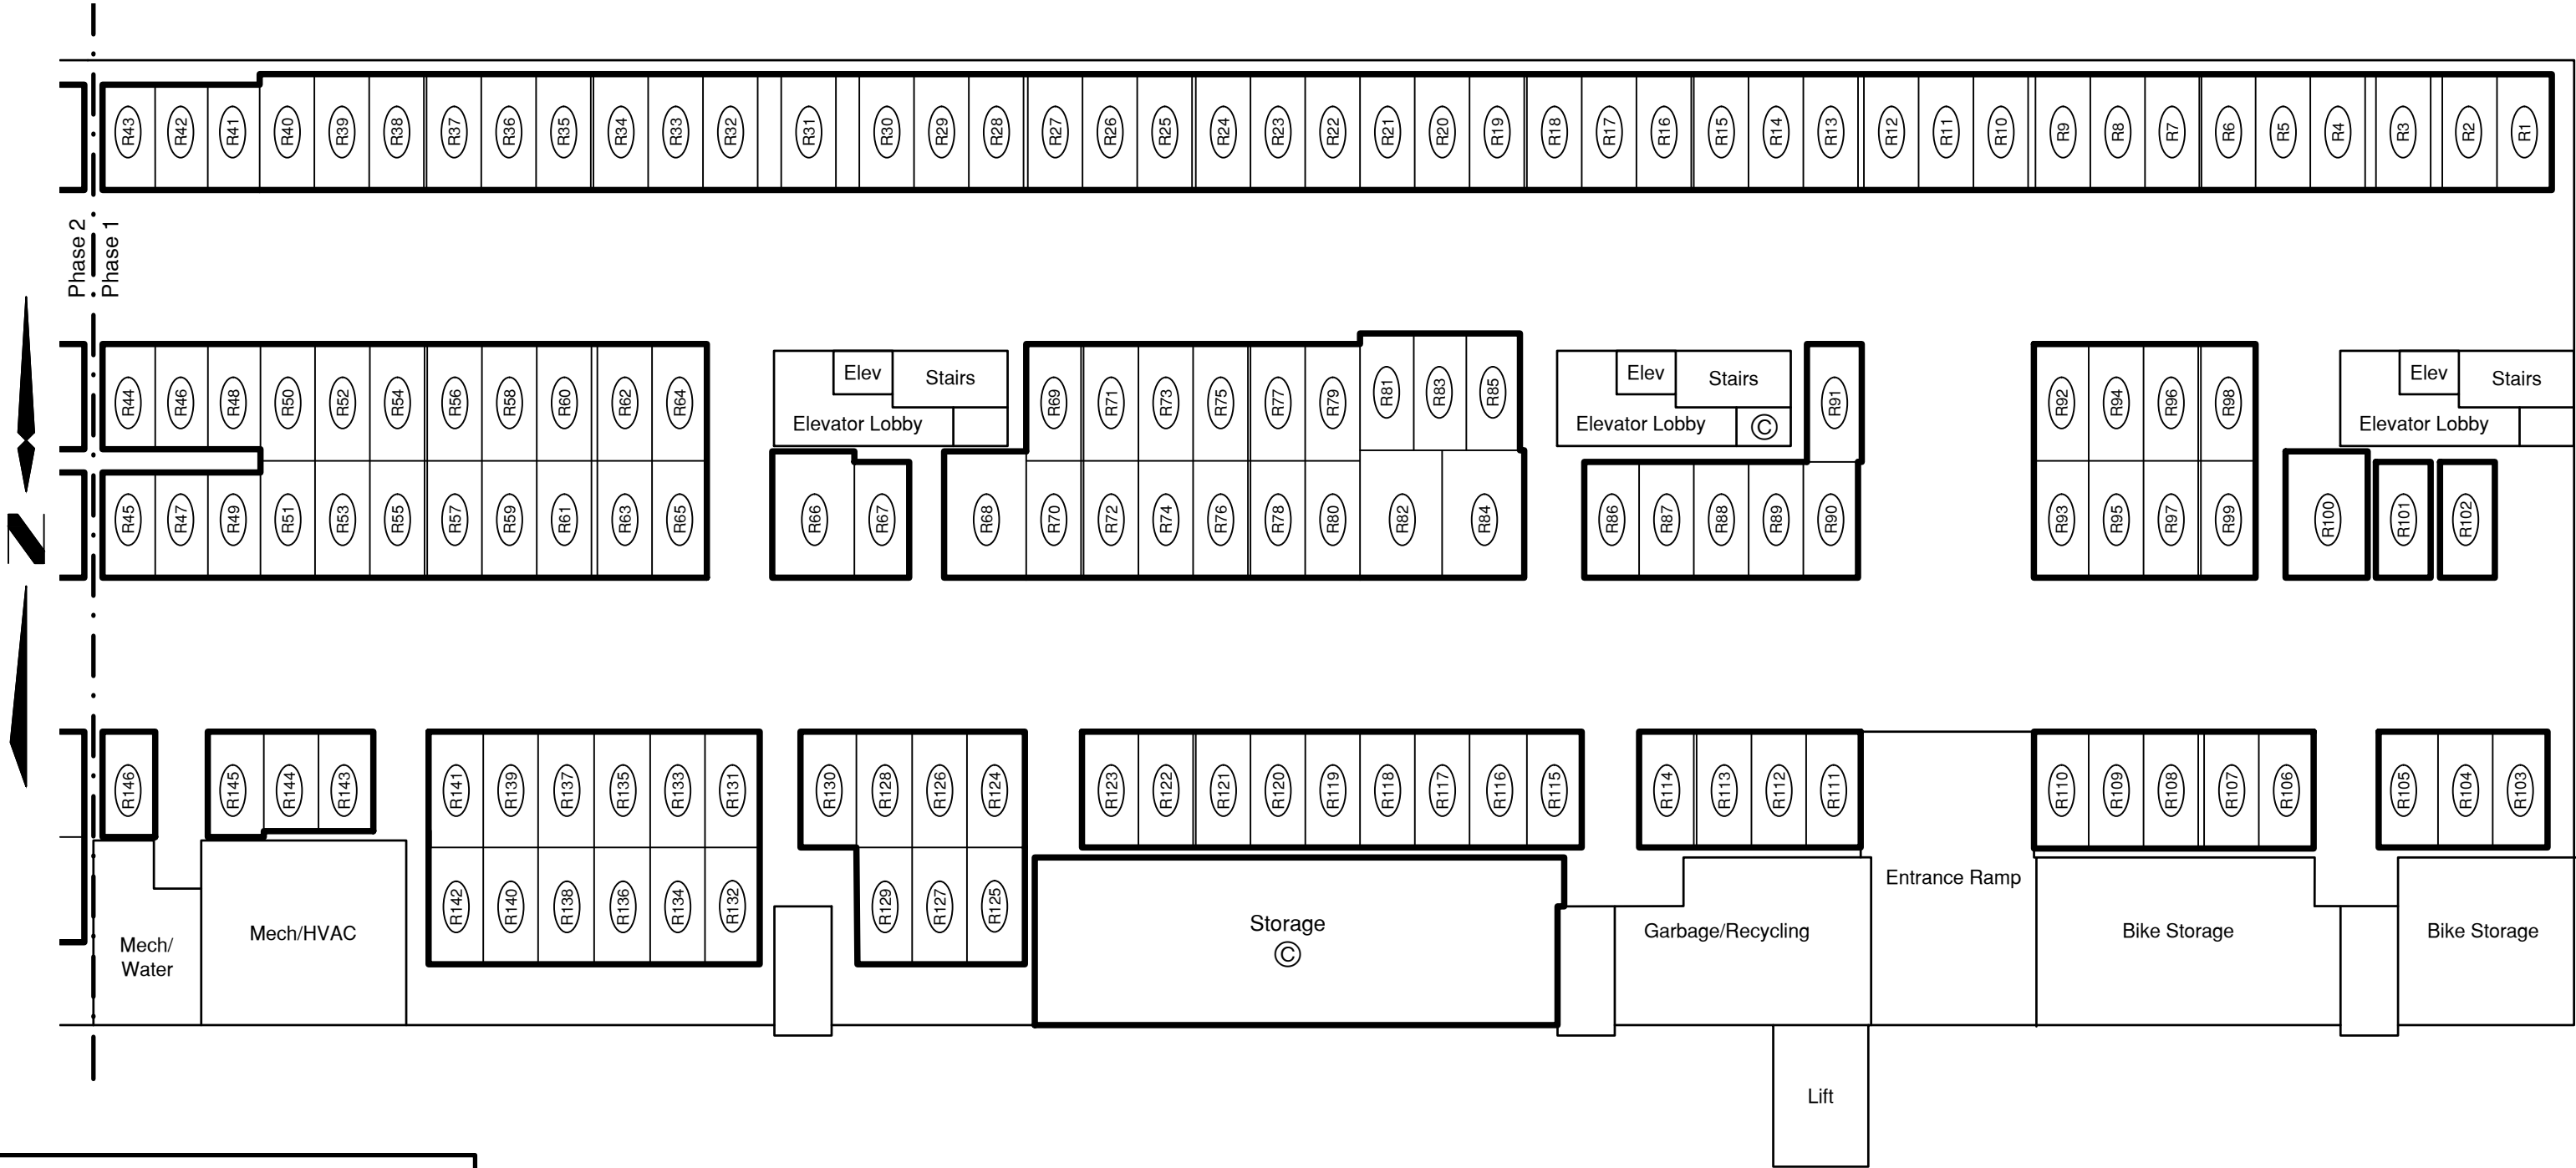 R43 R42 R41 R40 R39 R38 R37 R36 R35 R34 R33 R32 R31 R30 R29 R28 R27 R26 R25 R24 R23 R22 R21 R20 R19 R18 R17 R16 R15 R14 R13 R12 R11 R10 R9 R8 R7 R6 R5 R4 R3 R2 R1
Phase 2
Phase 1
Elev Stairs Elev Stairs Elev Stairs
R44 R46 R48 R50 R52 R54 R56 R58 R60 R62 R64 R69 R71 R73 R75 R77 R79 R81 R83 R85 R91 R92 R94 R96 R98
Elevator Lobby Elevator Lobby © Elevator Lobby
R45 R47 R49 R51 R53 R55 R57 R59 R61 R63 R65 R66 R67 R68 R70 R72 R74 R76 R78 R80 R82 R84 R86 R87 R88 R89 R90 R93 R95 R97 R99 R100 R101 R102
N
R146 R145 R144 R143 R141 R139 R137 R135 R133 R131 R130 R128 R126 R124 R123 R122 R121 R120 R119 R118 R117 R116 R115 R114 R113 R112 R111 R110 R109 R108 R107 R106 R105 R104 R103
Entrance Ramp
R142 R140 R138 R136 R134 R132 R129 R127 R125
Mech/
Water
Mech/HVAC
Storage
©
Garbage/Recycling
Bike Storage
Bike Storage
Lift